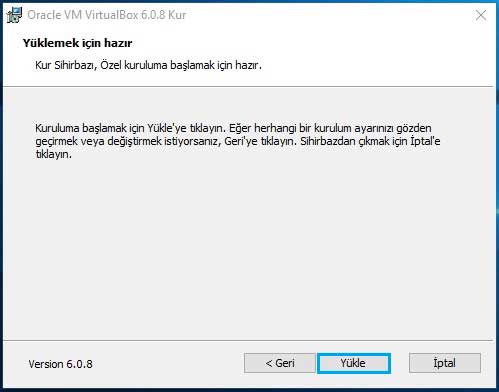 Oracle VM VirtualBox 6.0.8 Kur
Yüklemek için hazır
Kur Sihirbazı, Özel kuruluma başlamak için hazır.
Kuruluma başlamak için Yükle'ye tıklayın. Eğer herhangi bir kurulum ayarınızı gözden
geçirmek veya değiştirmek istiyorsanız, Geri'ye tıklayın. Sihirbazdan çıkmak için İptal'e
tıklayın.
Version 6.0.8
< Geri
Yükle
İptal